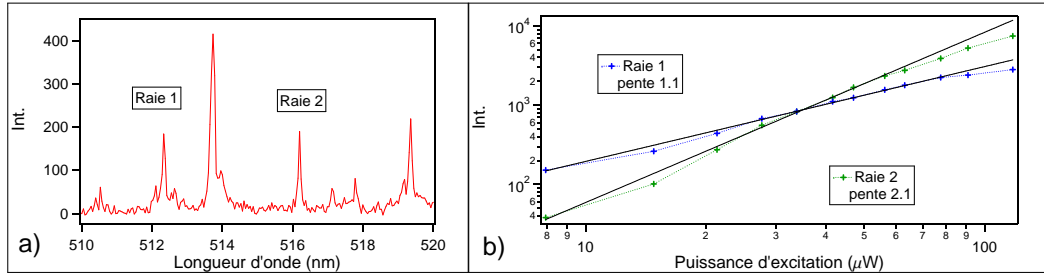 400
300
200
100
0
Int.
Raie 1
Raie 2
510
512
514
516
518
520
a)
Longueur d'onde (nm)
10⁴
6
4
2
10³
6
4
2
10²
6
4
Int.
Raie 1
pente 1.1
Raie 2
pente 2.1
8
9
10
2
3
4
5
6
7
8
9
100
b)
Puissance d'excitation (µW)